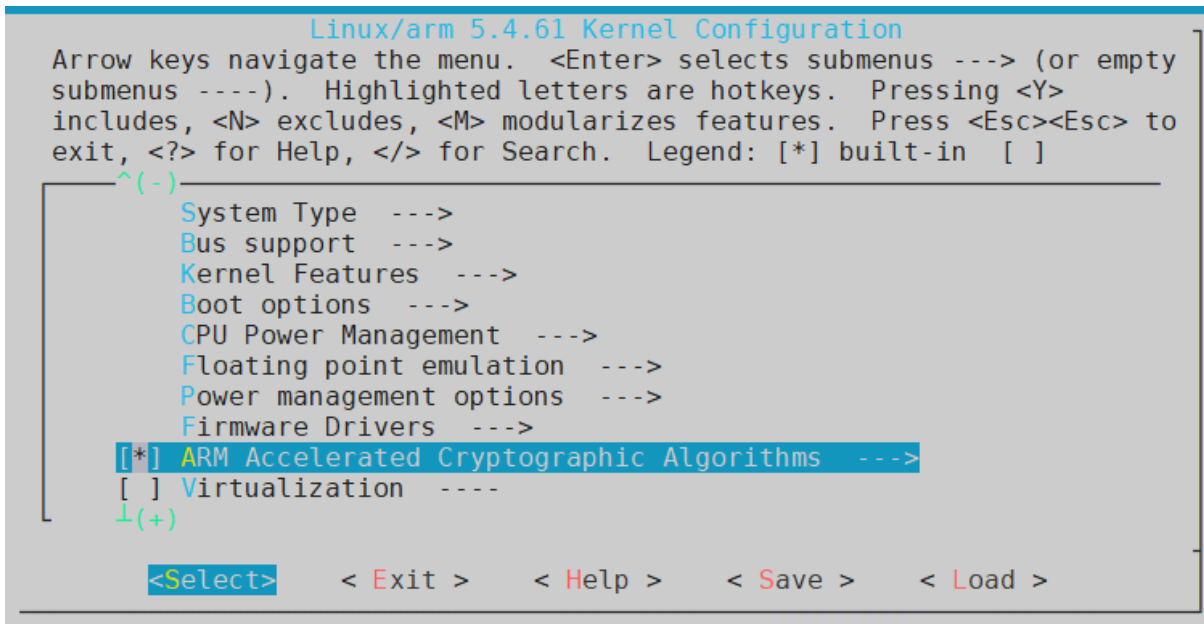 Linux/arm 5.4.61 Kernel Configuration
Arrow keys navigate the menu.  <Enter> selects submenus ---> (or empty
submenus ----).  Highlighted letters are hotkeys.  Pressing <Y>
includes, <N> excludes, <M> modularizes features.  Press <Esc><Esc> to
exit, <?> for Help, </> for Search.  Legend: [*] built-in  [ ]
^(-)
System Type  --->
Bus support  --->
Kernel Features  --->
Boot options  --->
CPU Power Management  --->
Floating point emulation  --->
Power management options  --->
Firmware Drivers  --->
[*] ARM Accelerated Cryptographic Algorithms  --->
[ ] Virtualization  ----
┴(+)
<Select>    < Exit >    < Help >    < Save >    < Load >